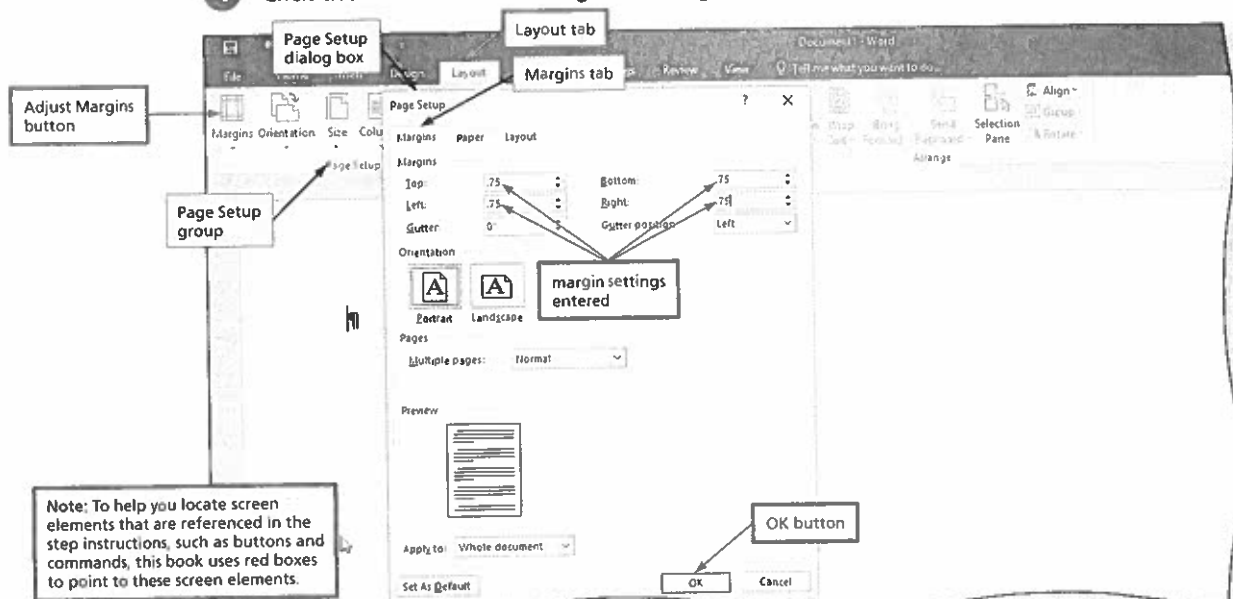 Page Setup
dialog box
Layout tab
Margins tab
Document1 - Word
File
Design
Layout
Review
View
Tell me what you want to do...
Adjust Margins
button
Margins Orientation Size
Page Setup
Page Setup
group
Page Setup ? X
Margins Paper Layout
Margins
Top: .75 Bottom: .75
Left: .75 Right: .75
Gutter: 0" Gutter position: Left
Orientation
Portrait Landscape
margin settings
entered
Pages
Multiple pages: Normal
Preview
Apply to: Whole document
Set As Default
OK Cancel
OK button
Selection
Pane
Align
Group
Rotate
Arrange
Note: To help you locate screen
elements that are referenced in the
step instructions, such as buttons and
commands, this book uses red boxes
to point to these screen elements.